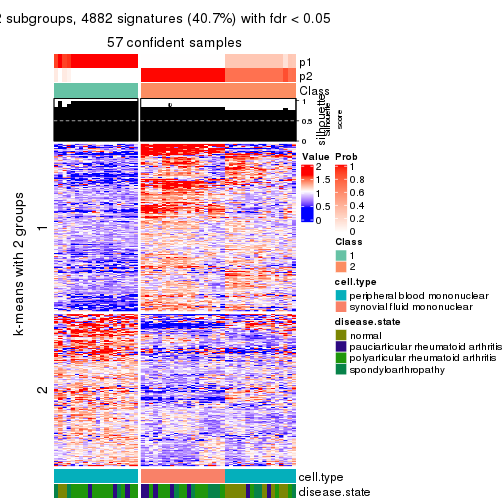 2 subgroups, 4882 signatures (40.7%) with fdr < 0.05
57 confident samples
p1
p2
Class
1
0.5
0
silhouette
score
Value
2
1.5
1
0.5
0
Prob
1
0.8
0.6
0.4
0.2
0
Class
1
2
cell.type
peripheral blood mononuclear
synovial fluid mononuclear
disease.state
normal
pauciarticular rheumatoid arthritis
polyarticular rheumatoid arthritis
spondyloarthropathy
k-means with 2 groups
1
2
cell.type
disease.state